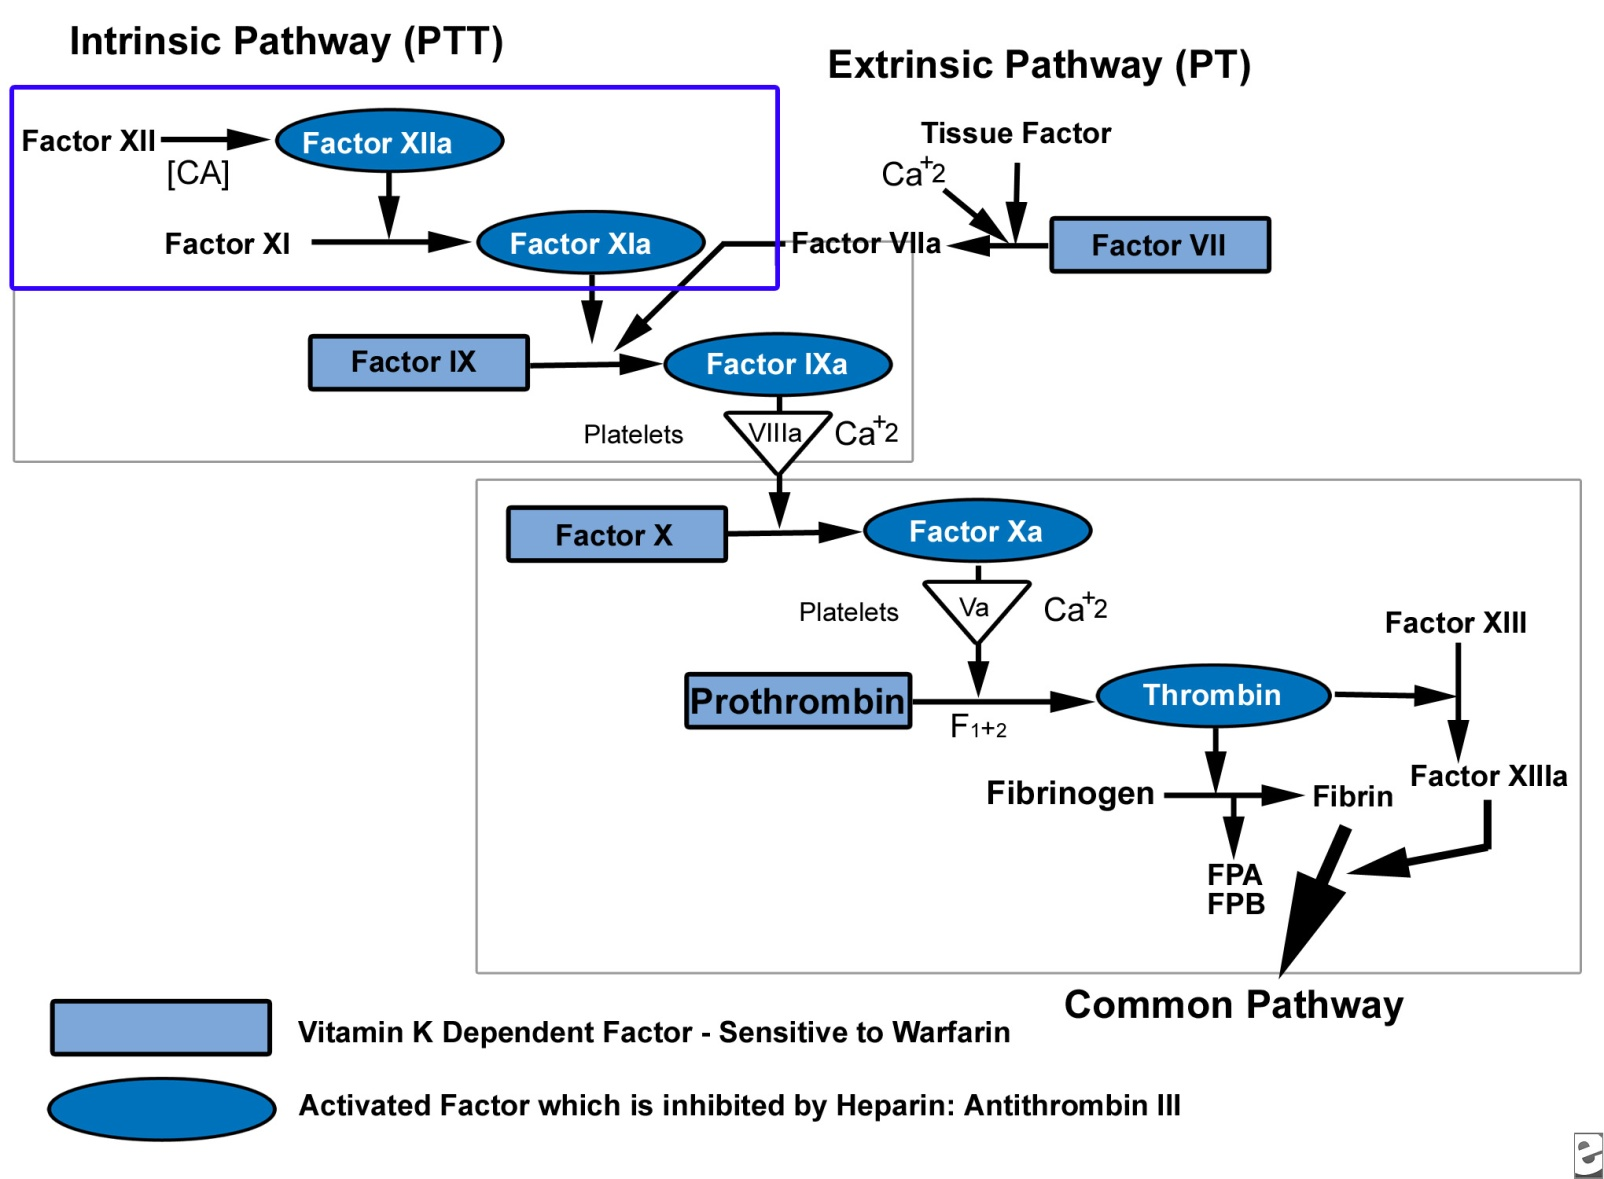 Intrinsic Pathway (PTT)
Extrinsic Pathway (PT)
Factor XII
[CA]
Factor XIIa
Tissue Factor
Ca+2
Factor XI
Factor XIa
Factor VIIa
Factor VII
Factor IX
Factor IXa
Platelets
VIIIa
Ca+2
Factor X
Factor Xa
Platelets
Va
Ca+2
Factor XIII
Prothrombin
F1+2
Thrombin
Fibrinogen
Fibrin
Factor XIIIa
FPA
FPB
Common Pathway
Vitamin K Dependent Factor - Sensitive to Warfarin
Activated Factor which is inhibited by Heparin: Antithrombin III
e